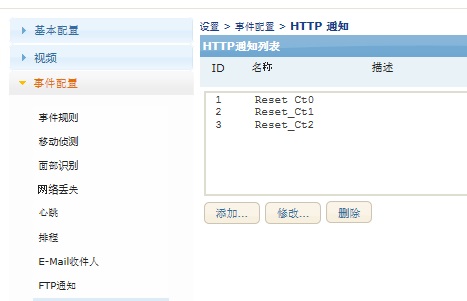 基本配置
视频
事件配置
事件规则
移动侦测
面部识别
网络丢失
心跳
排程
E-Mail收件人
FTP通知
设置 > 事件配置 > HTTP 通知
HTTP通知列表
ID 名称 描述
1 Reset_Ct0
2 Reset_Ct1
3 Reset_Ct2
添加... 修改... 删除